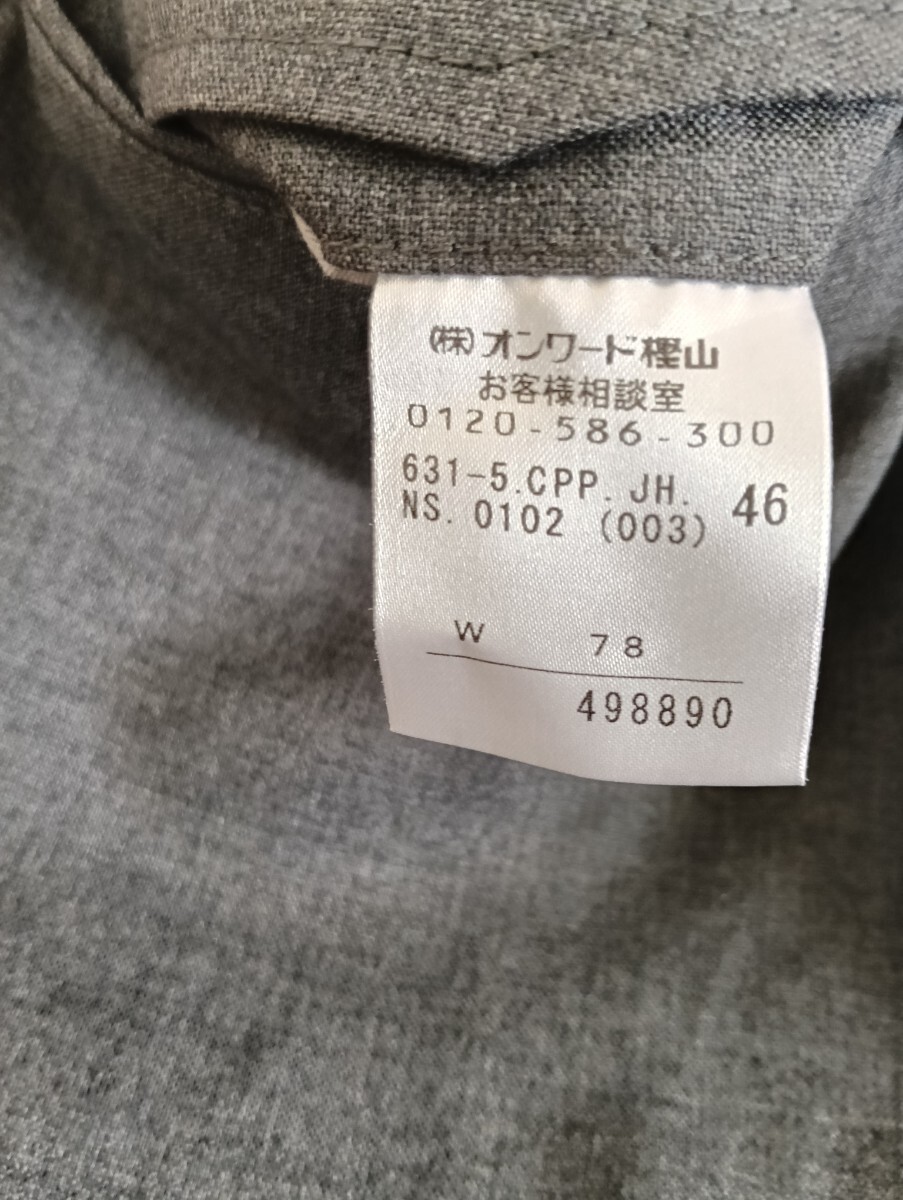 (株)オンワード樫山
お客様相談室
0120-586-300
631-5.CPP.JH. 46
NS. 0102 (003)
W 78
498890